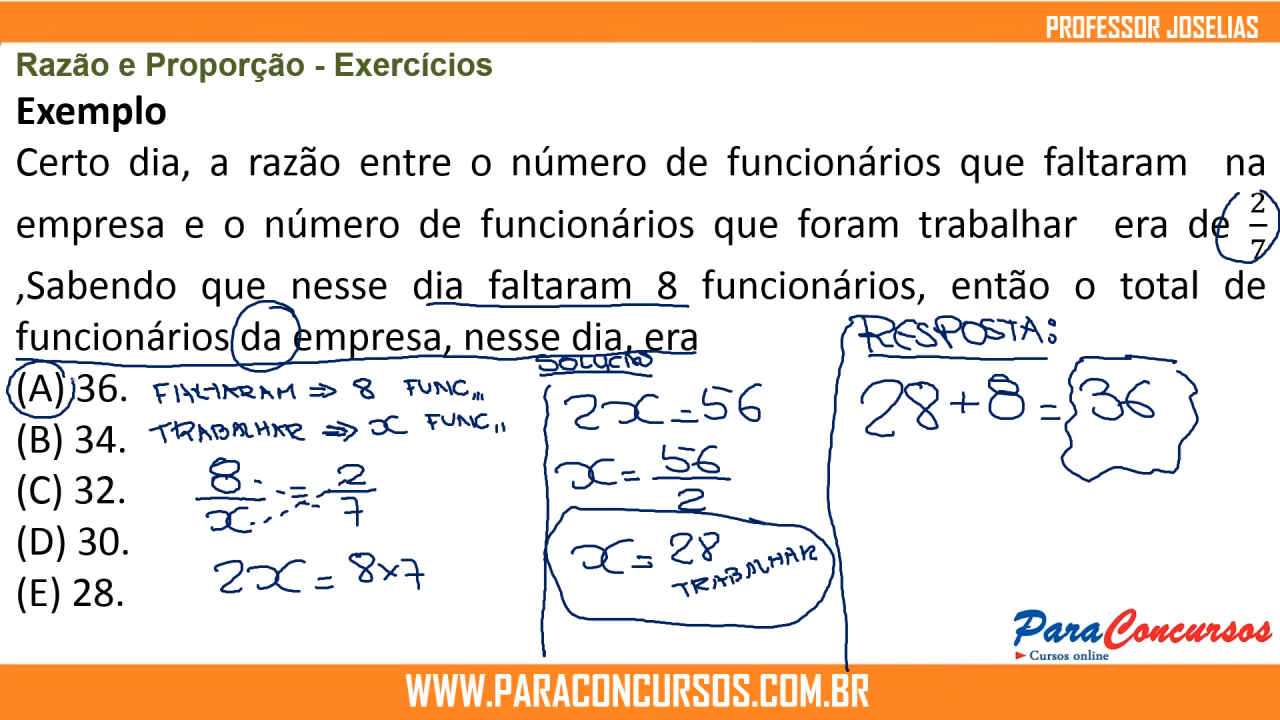 PROFESSOR JOSELIAS
Razão e Proporção - Exercícios
Exemplo
Certo dia, a razão entre o número de funcionários que faltaram na
empresa e o número de funcionários que foram trabalhar era de 2/7
,Sabendo que nesse dia faltaram 8 funcionários, então o total de
funcionários da empresa, nesse dia, era
(A) 36.
(B) 34.
(C) 32.
(D) 30.
(E) 28.
FALTARAM ⇒ 8 FUNC...
TRABALHAR ⇒ x FUNC...
8/x = 2/7
2x = 8×7
SOLUÇÃO
2x = 56
x = 56/2
x = 28
TRABALHAR
RESPOSTA:
28 + 8 = 36
ParaConcursos
Cursos online
WWW.PARACONCURSOS.COM.BR